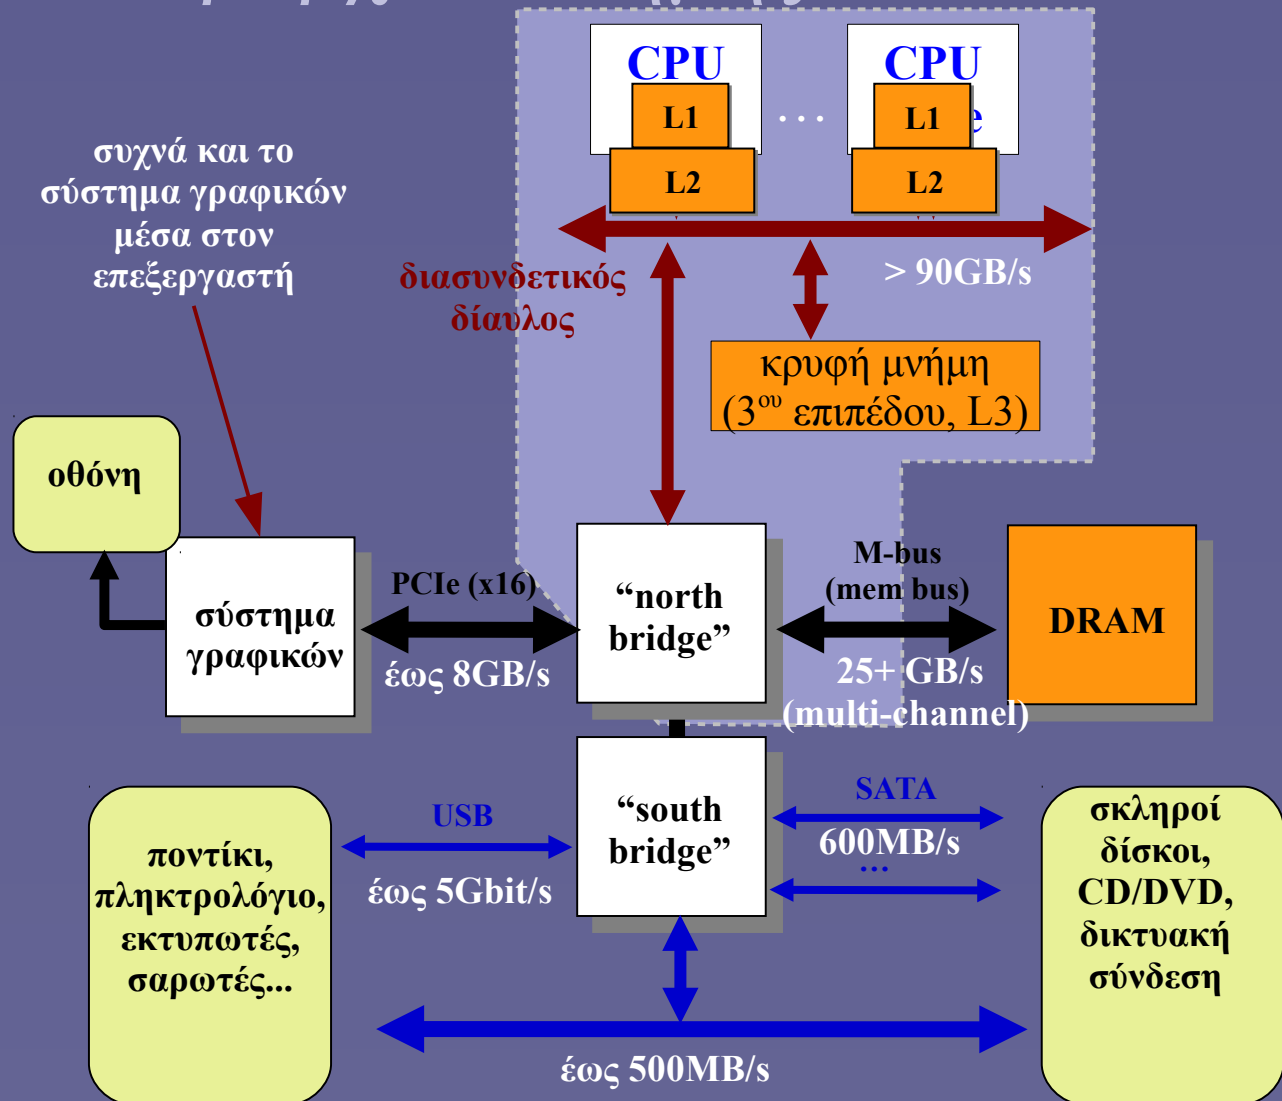 CPU
L1
L2
...
CPU
L1
L2
συχνά και το
σύστημα γραφικών
μέσα στον
επεξεργαστή
διασυνδετικός
δίαυλος
> 90GB/s
κρυφή μνήμη
(3ου επιπέδου, L3)
οθόνη
σύστημα
γραφικών
PCIe (x16)
έως 8GB/s
“north
bridge”
M-bus
(mem bus)
25+ GB/s
(multi-channel)
DRAM
“south
bridge”
USB
έως 5Gbit/s
ποντίκι,
πληκτρολόγιο,
εκτυπωτές,
σαρωτές...
SATA
600MB/s
...
σκληροί
δίσκοι,
CD/DVD,
δικτυακή
σύνδεση
έως 500MB/s